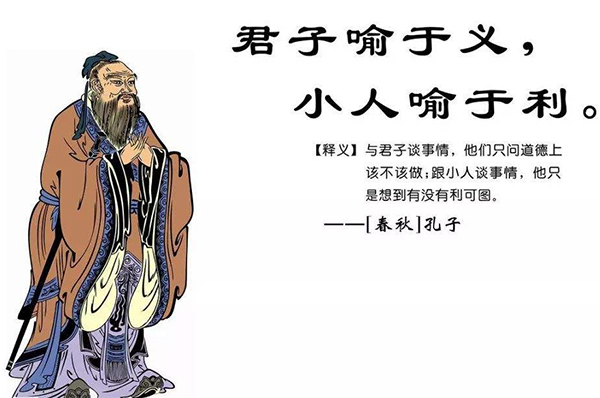 君子喻于义，
小人喻于利。
【释义】与君子谈事情，他们只问道德上
该不该做；跟小人谈事情，他只
是想到有没有利可图。
——[春秋]孔子